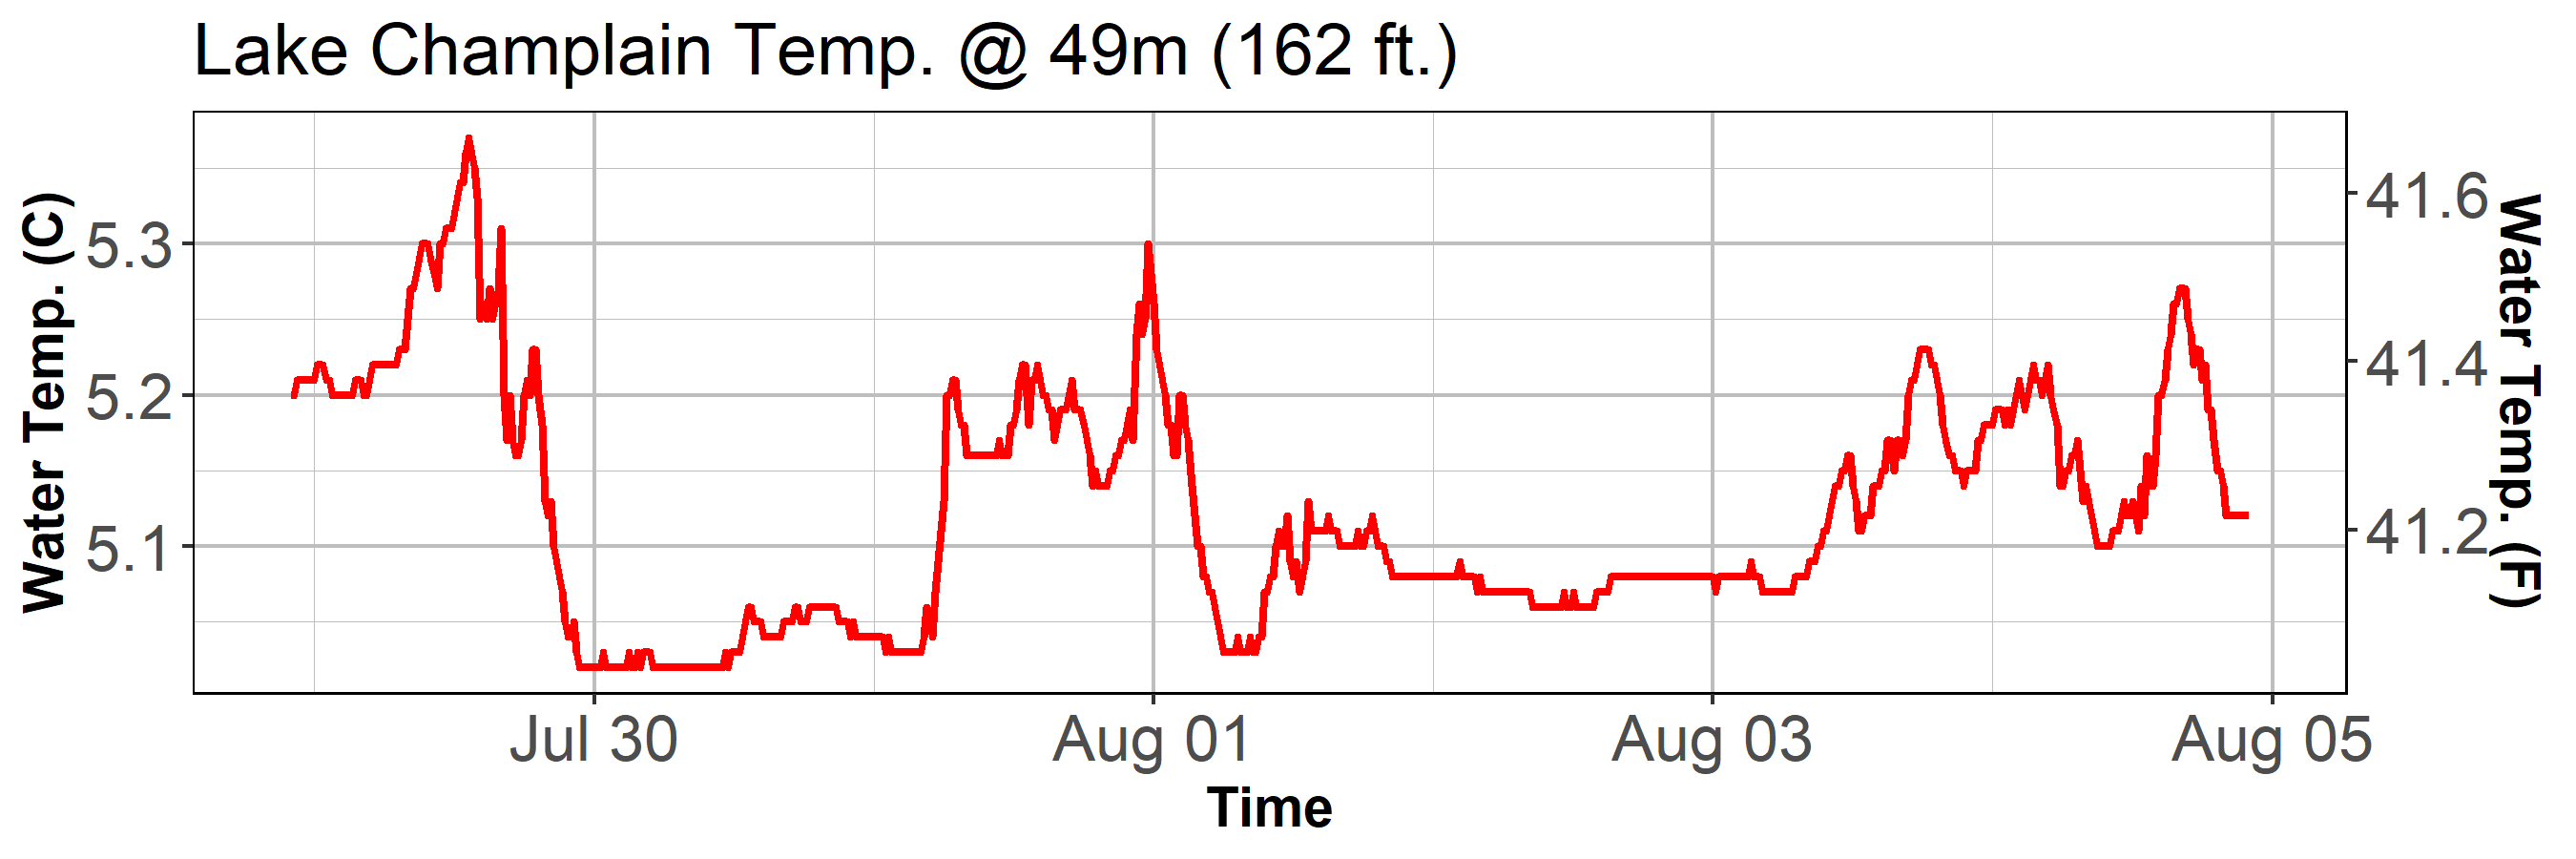 Lake Champlain Temp. @ 49m (162 ft.)
Water Temp. (C)
5.3
5.2
5.1
41.6
41.4
41.2
Water Temp. (F)
Jul 30 Aug 01 Aug 03 Aug 05
Time